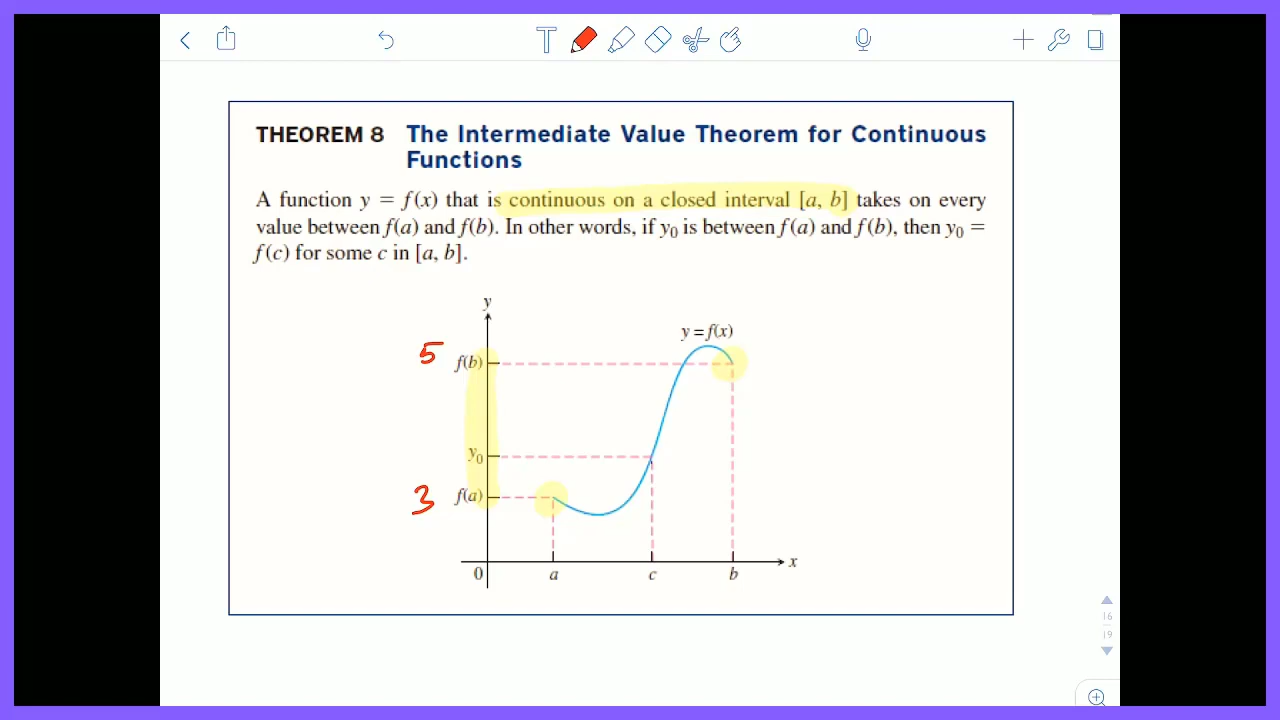 THEOREM 8 The Intermediate Value Theorem for Continuous
Functions
A function y = f(x) that is continuous on a closed interval [a, b] takes on every
value between f(a) and f(b). In other words, if y₀ is between f(a) and f(b), then y₀ =
f(c) for some c in [a, b].
y
y = f(x)
5 f(b)
y₀
3 f(a)
0 a c b x
16
19
T